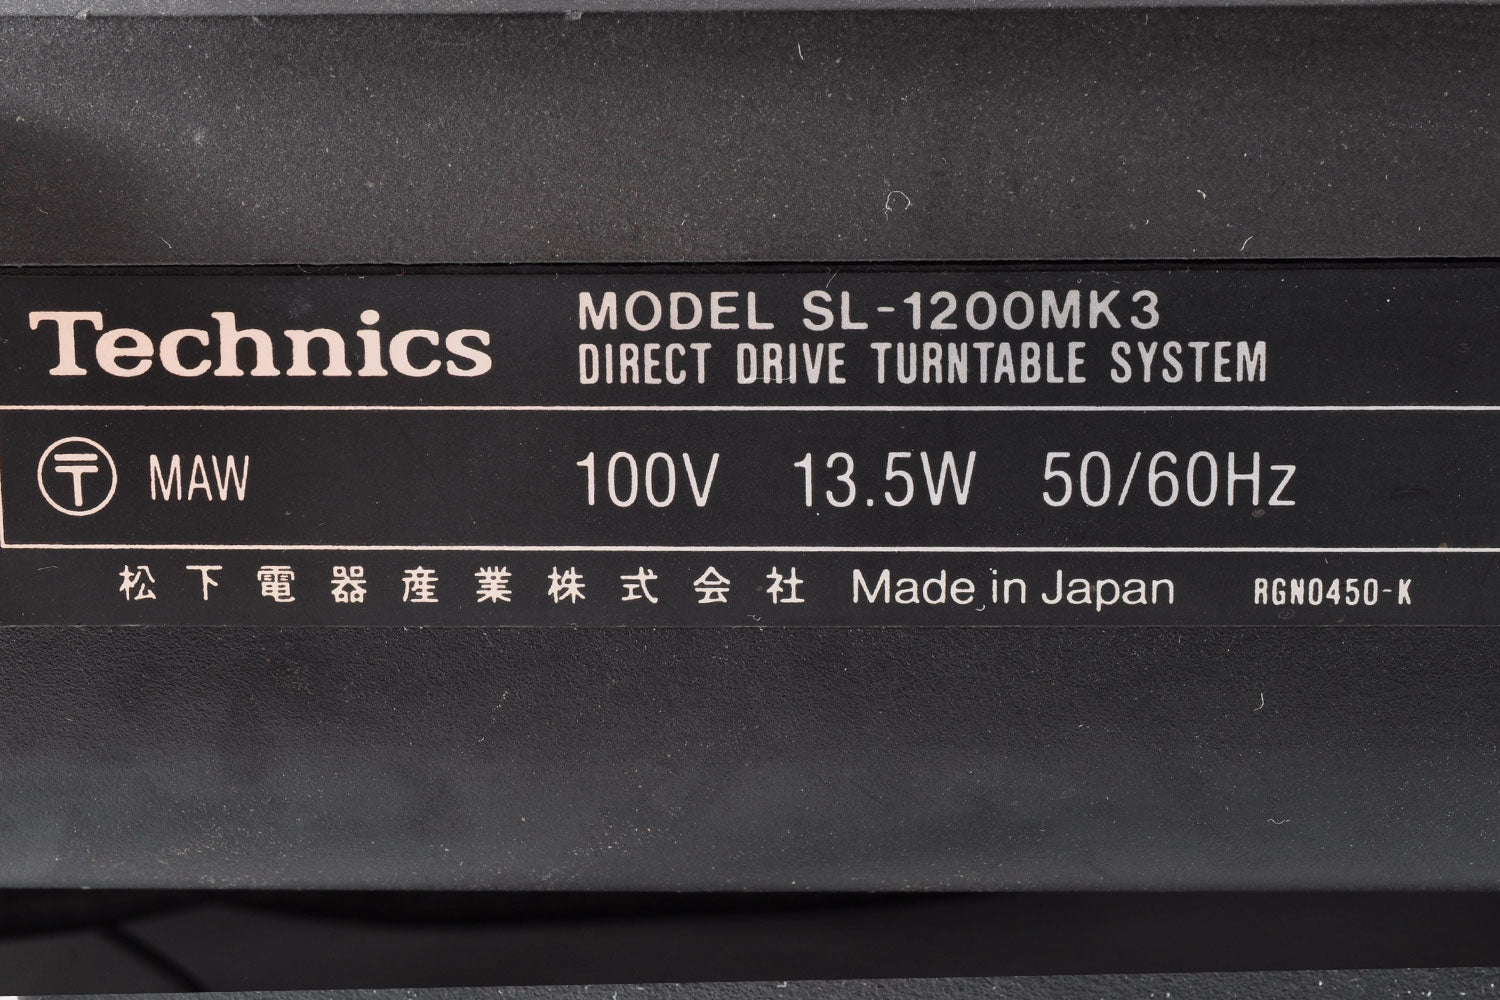 Technics
MODEL SL-1200MK3
DIRECT DRIVE TURNTABLE SYSTEM
〶 MAW 100V 13.5W 50/60Hz
松下電器産業株式会社 Made in Japan RGN0450-K